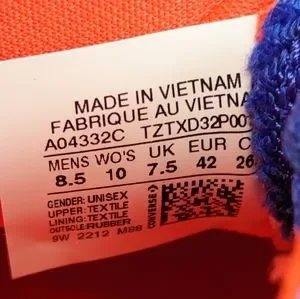 MADE IN VIETNAM
FABRIQUE AU VIETNA
A04332C TZTXD32P00
MENS WO'S UK EUR C
8.5 10 7.5 42 26
GENDER: UNISEX
UPPER: TEXTILE
LINING: TEXTILE
OUTSOLE: RUBBER
9W 2212 M88
CONVERSE